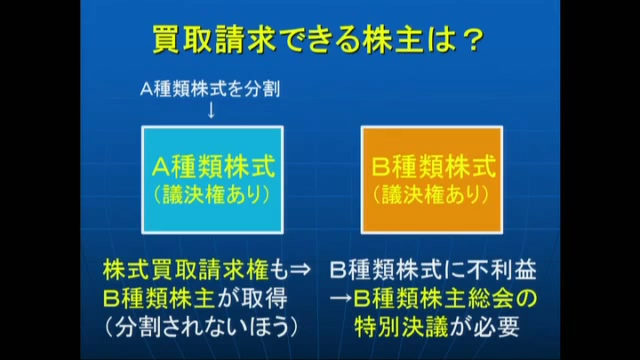 買取請求できる株主は？
A種類株式を分割
↓
A種類株式
（議決権あり）
B種類株式
（議決権あり）
株式買取請求権も⇒
B種類株主が取得
（分割されないほう）
B種類株式に不利益
→B種類株主総会の
特別決議が必要